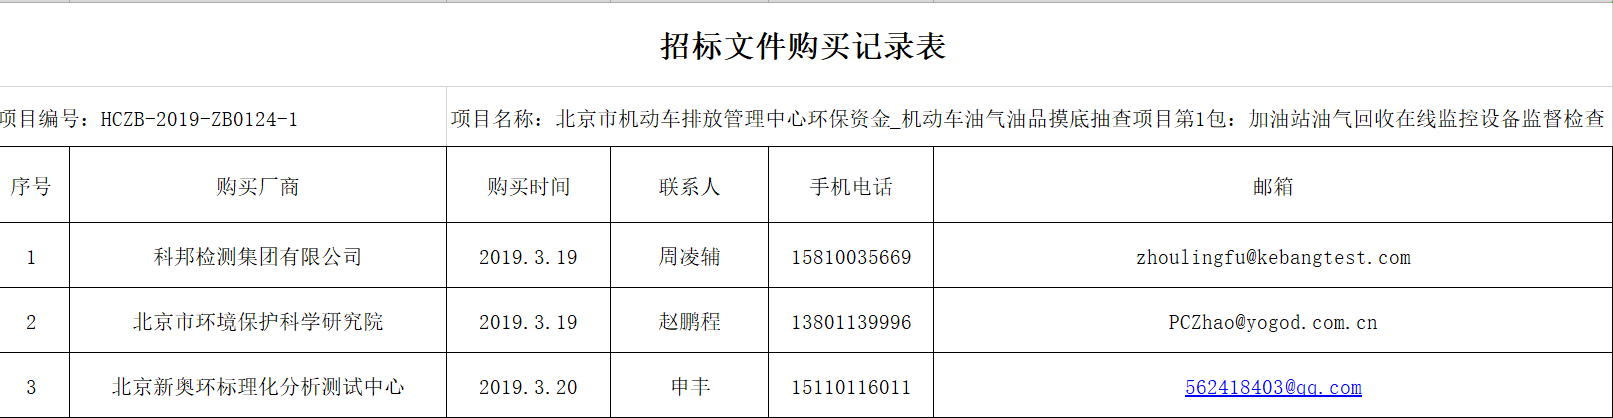 招标文件购买记录表
项目编号：HCZB-2019-ZB0124-1 项目名称：北京市机动车排放管理中心环保资金_机动车油气油品摸底抽查项目第1包：加油站油气回收在线监控设备监督检查
序号 购买厂商 购买时间 联系人 手机电话 邮箱
1 科邦检测集团有限公司 2019.3.19 周凌辅 15810035669 zhoulingfu@kebangtest.com
2 北京市环境保护科学研究院 2019.3.19 赵鹏程 13801139996 PCZhao@yogod.com.cn
3 北京新奥环标理化分析测试中心 2019.3.20 申丰 15110116011 562418403@qq.com